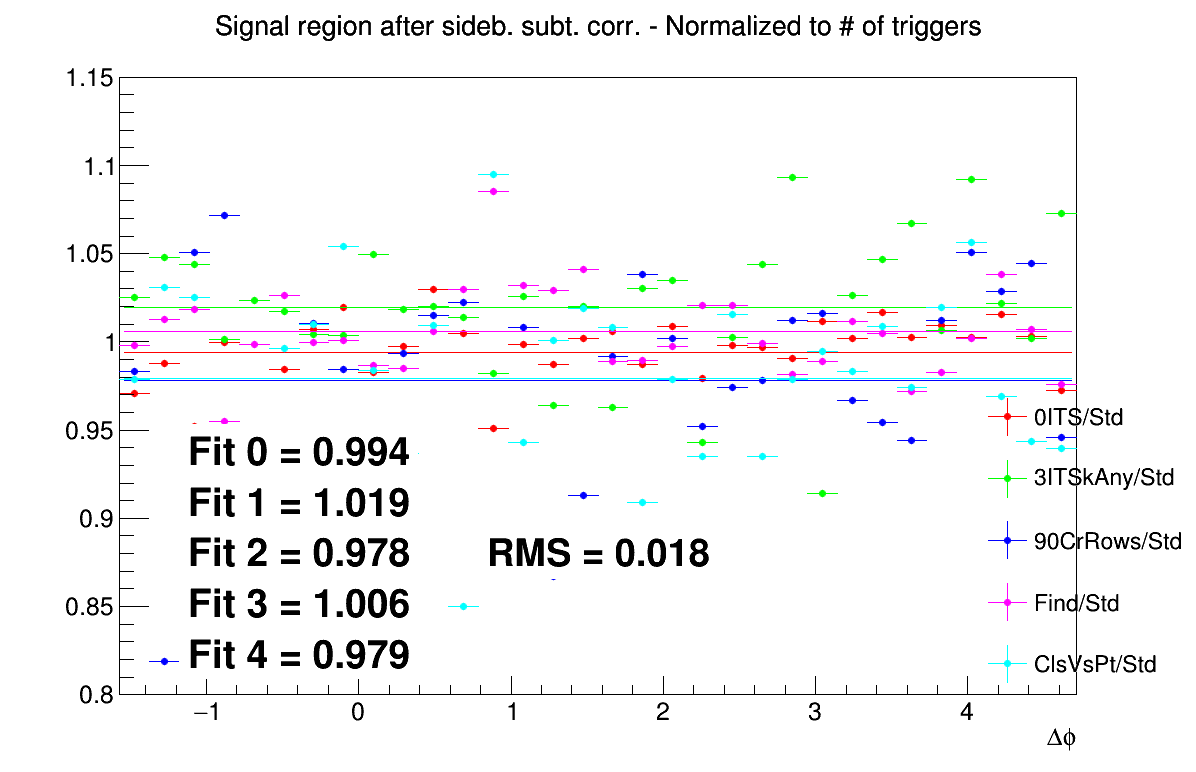 Signal region after sideb. subt. corr. - Normalized to # of triggers
1.15
1.1
1.05
1
0.95
0.9
0.85
0.8
Fit 0 = 0.994
Fit 1 = 1.019
Fit 2 = 0.978
Fit 3 = 1.006
Fit 4 = 0.979
RMS = 0.018
0ITS/Std
3ITSkAny/Std
90CrRows/Std
Find/Std
ClsVsPt/Std
−1 0 1 2 3 4
Δϕ